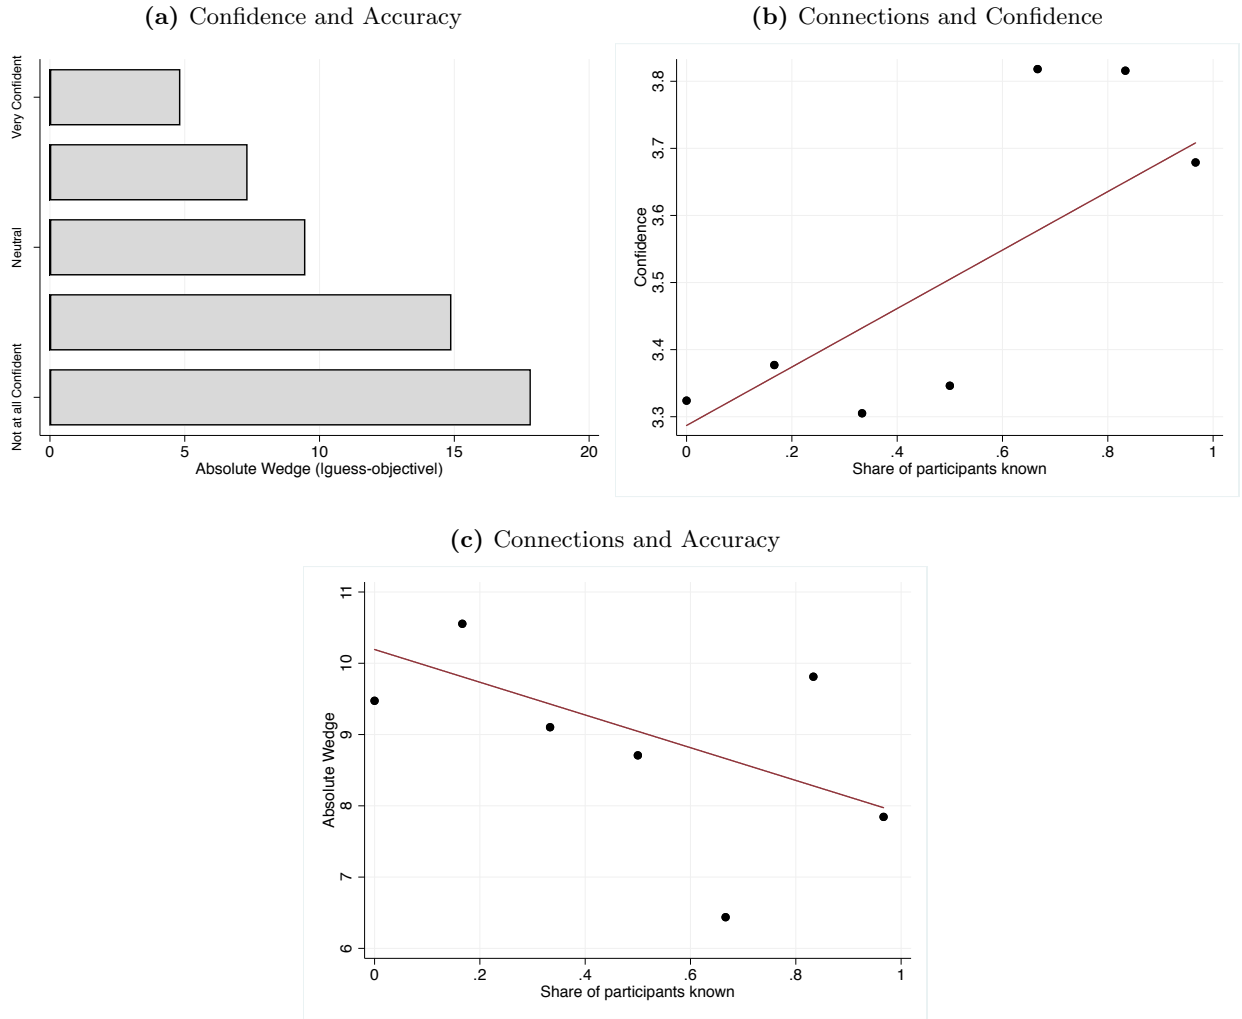 (a) Confidence and Accuracy
Very Confident
Neutral
Not at all Confident
0 5 10 15 20
Absolute Wedge (|guess-objective|)
(b) Connections and Confidence
3.8
3.7
3.6
3.5
3.4
3.3
Confidence
0 .2 .4 .6 .8 1
Share of participants known
(c) Connections and Accuracy
11
10
9
8
7
6
Absolute Wedge
0 .2 .4 .6 .8 1
Share of participants known